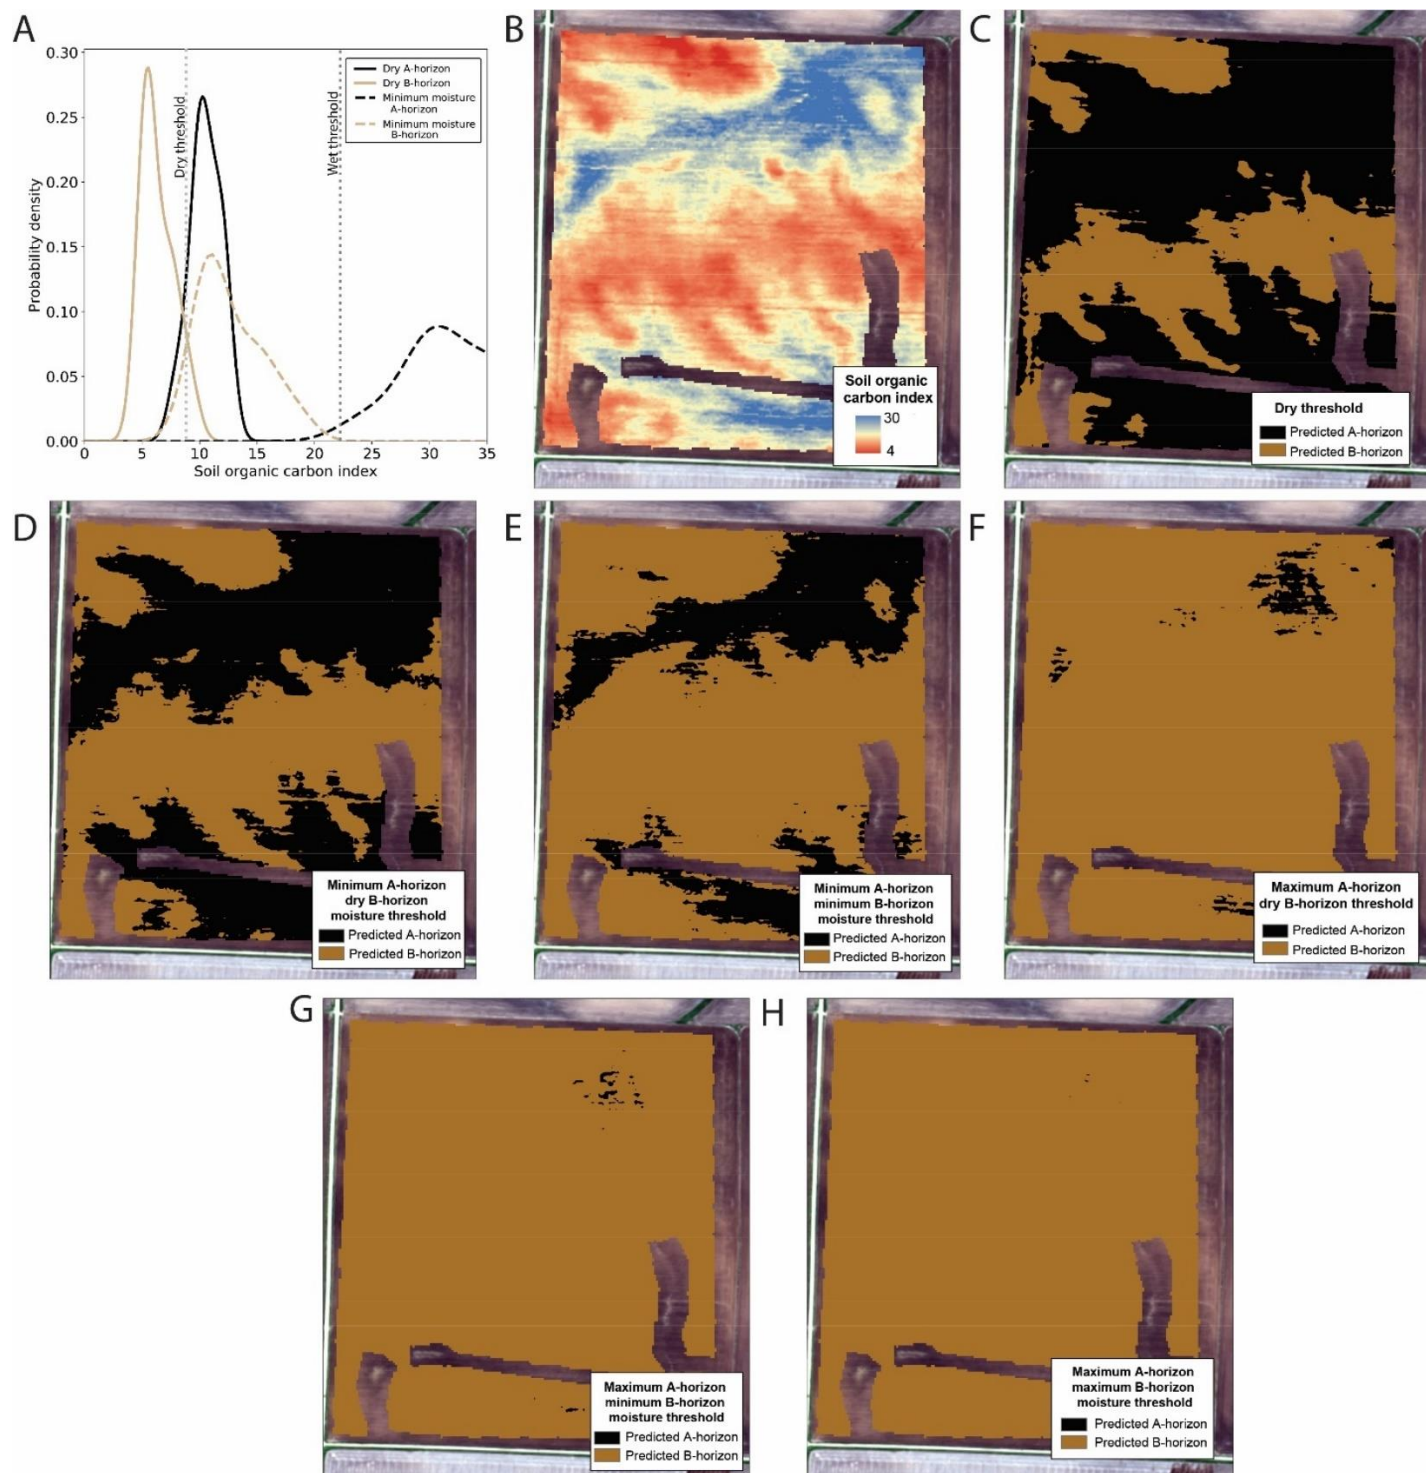 A
0.30
0.25
0.20
0.15
0.10
0.05
0.00
0 5 10 15 20 25 30 35
Probability density
Soil organic carbon index
Dry threshold
Wet threshold
Dry A-horizon
Dry B-horizon
Minimum moisture
A-horizon
Minimum moisture
B-horizon
B
Soil organic
carbon index
30
4
C
Dry threshold
Predicted A-horizon
Predicted B-horizon
D
Minimum A-horizon
dry B-horizon
moisture threshold
Predicted A-horizon
Predicted B-horizon
E
Minimum A-horizon
minimum B-horizon
moisture threshold
Predicted A-horizon
Predicted B-horizon
F
Maximum A-horizon
dry B-horizon threshold
Predicted A-horizon
Predicted B-horizon
G
Maximum A-horizon
minimum B-horizon
moisture threshold
Predicted A-horizon
Predicted B-horizon
H
Maximum A-horizon
maximum B-horizon
moisture threshold
Predicted A-horizon
Predicted B-horizon